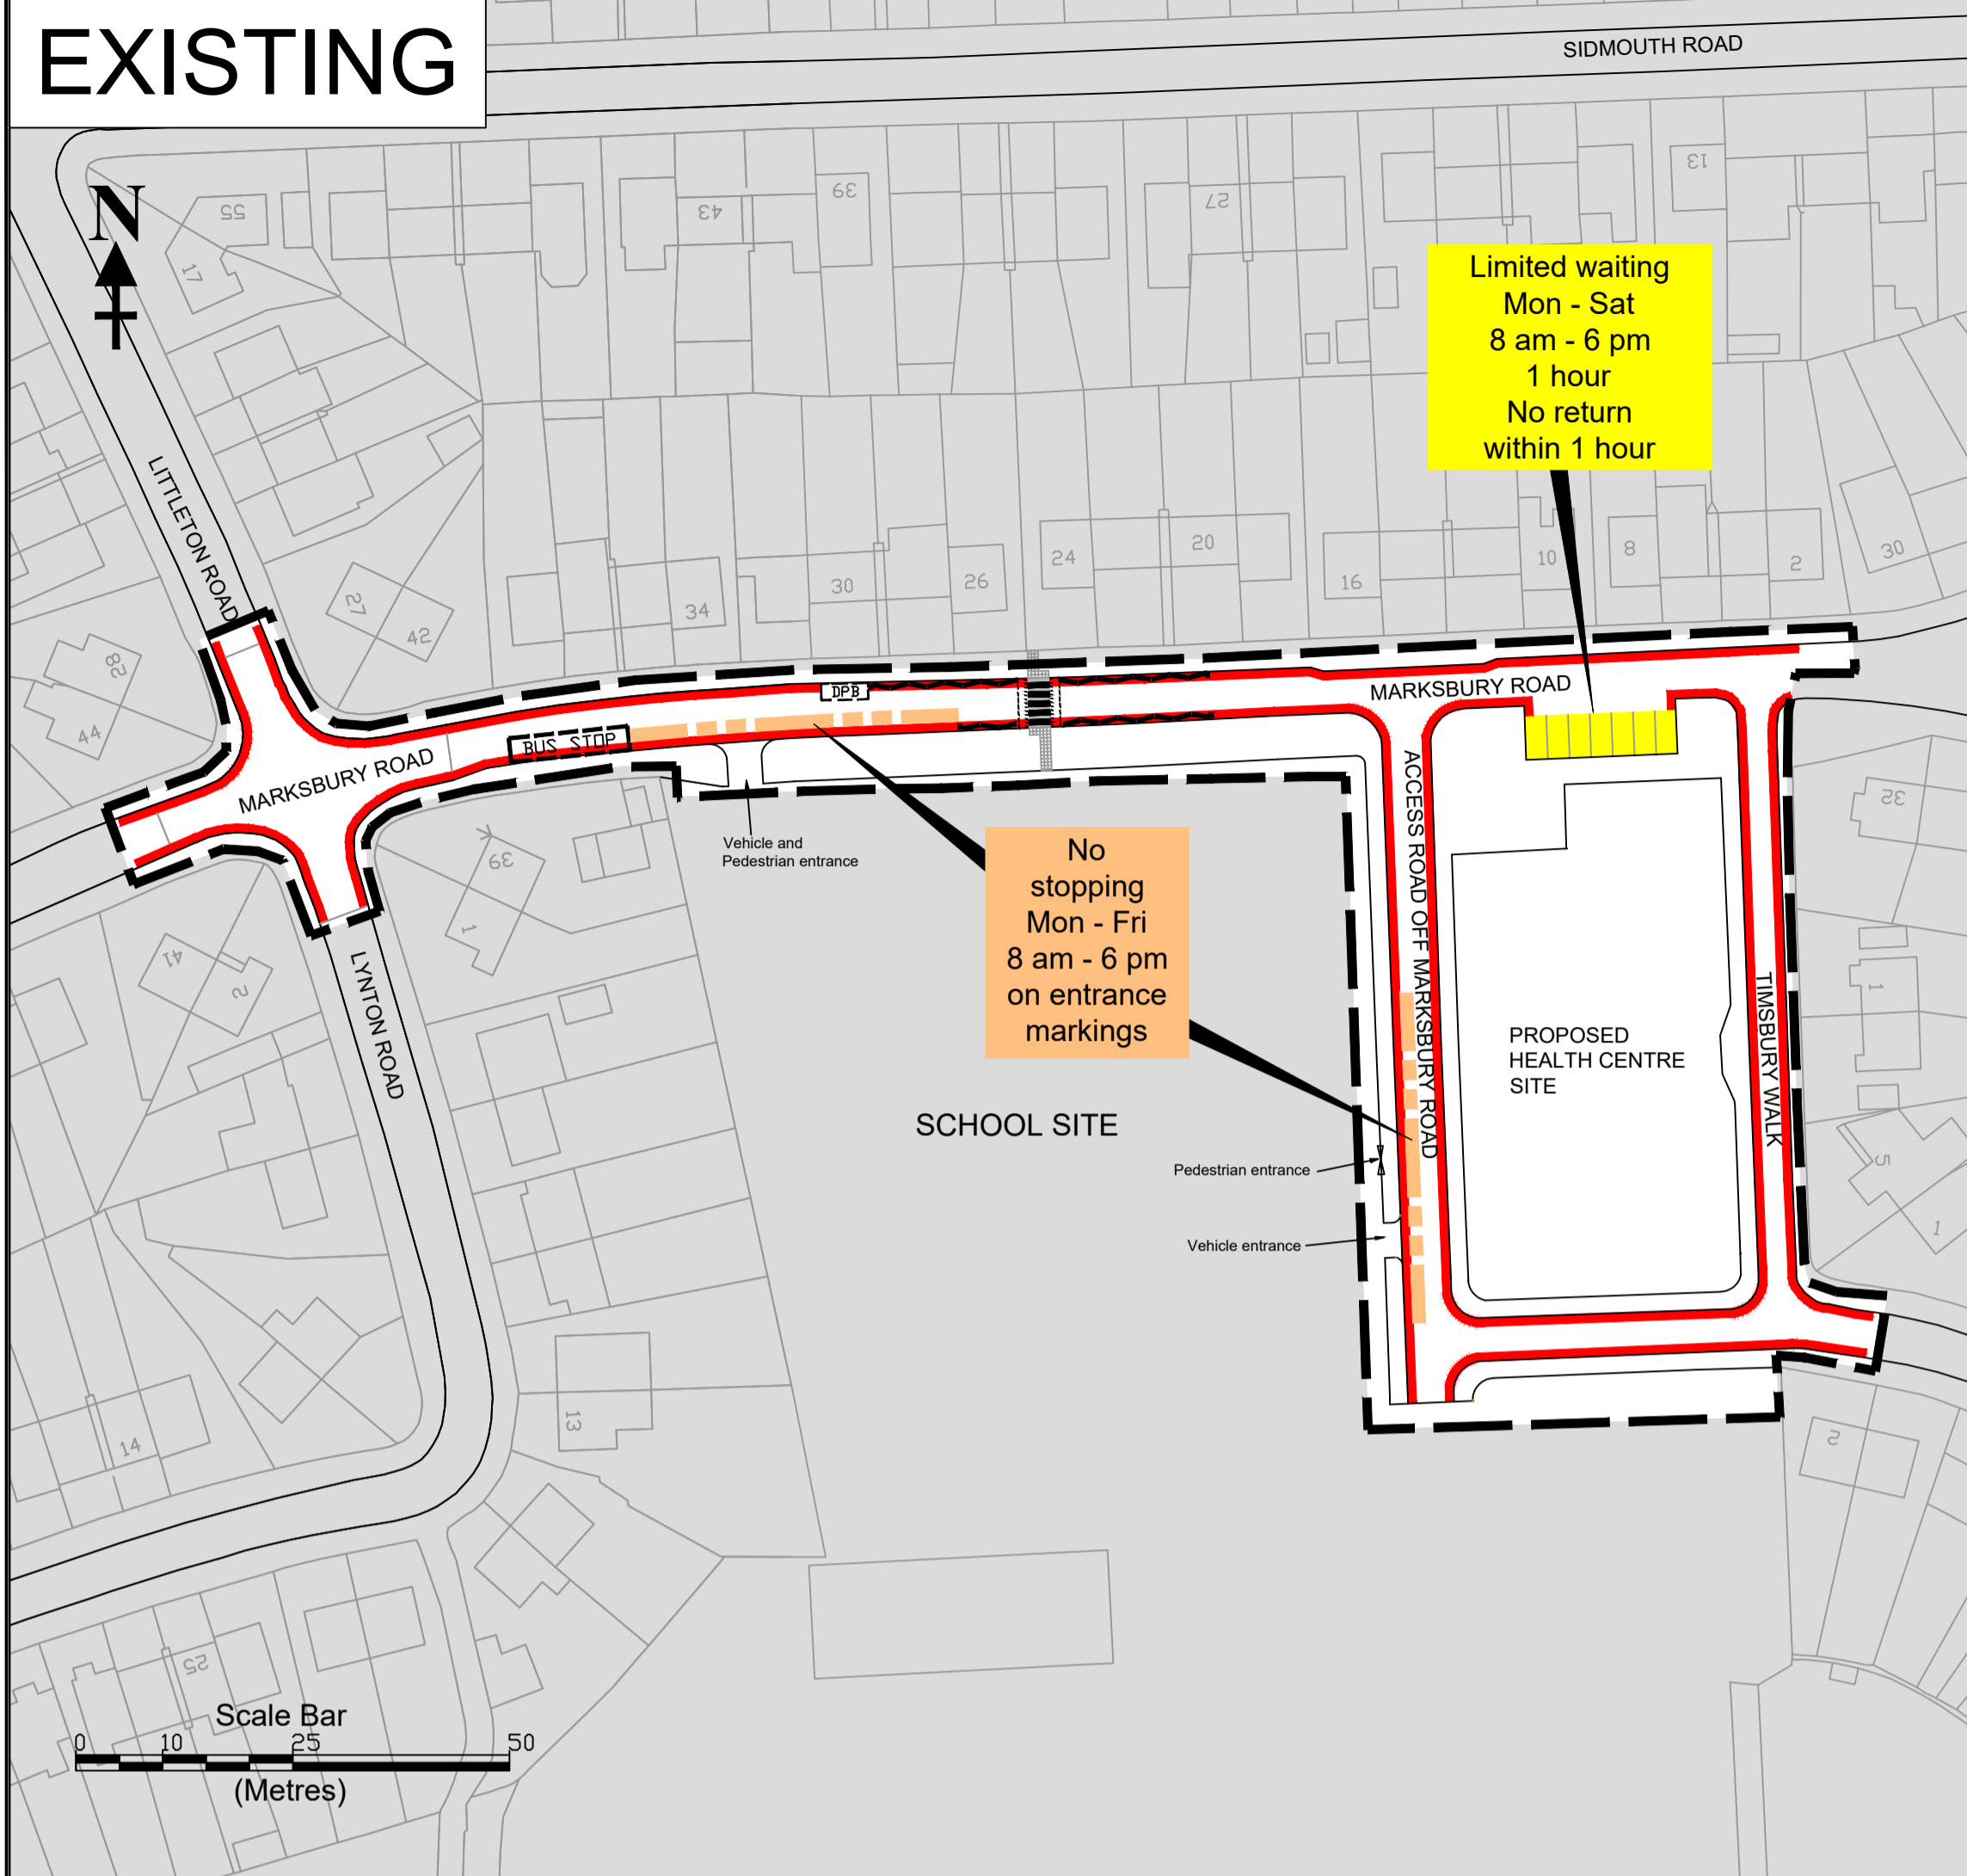 EXISTING
SIDMOUTH ROAD
N
55
17
43
39
27
13
Limited waiting
Mon - Sat
8 am - 6 pm
1 hour
No return
within 1 hour
LITTLETON ROAD
28
44
27
42
34
30
26
24
20
16
10
8
2
30
DPB
BUS STOP
MARKSBURY ROAD
MARKSBURY ROAD
Vehicle and
Pedestrian entrance
No
stopping
Mon - Fri
8 am - 6 pm
on entrance
markings
ACCESS ROAD OFF MARKSBURY ROAD
TIMSBURY WALK
PROPOSED
HEALTH CENTRE
SITE
32
1
5
1
39
1
41
2
LYNTON ROAD
SCHOOL SITE
Pedestrian entrance
Vehicle entrance
13
14
2
25
Scale Bar
0 10 25 50
(Metres)